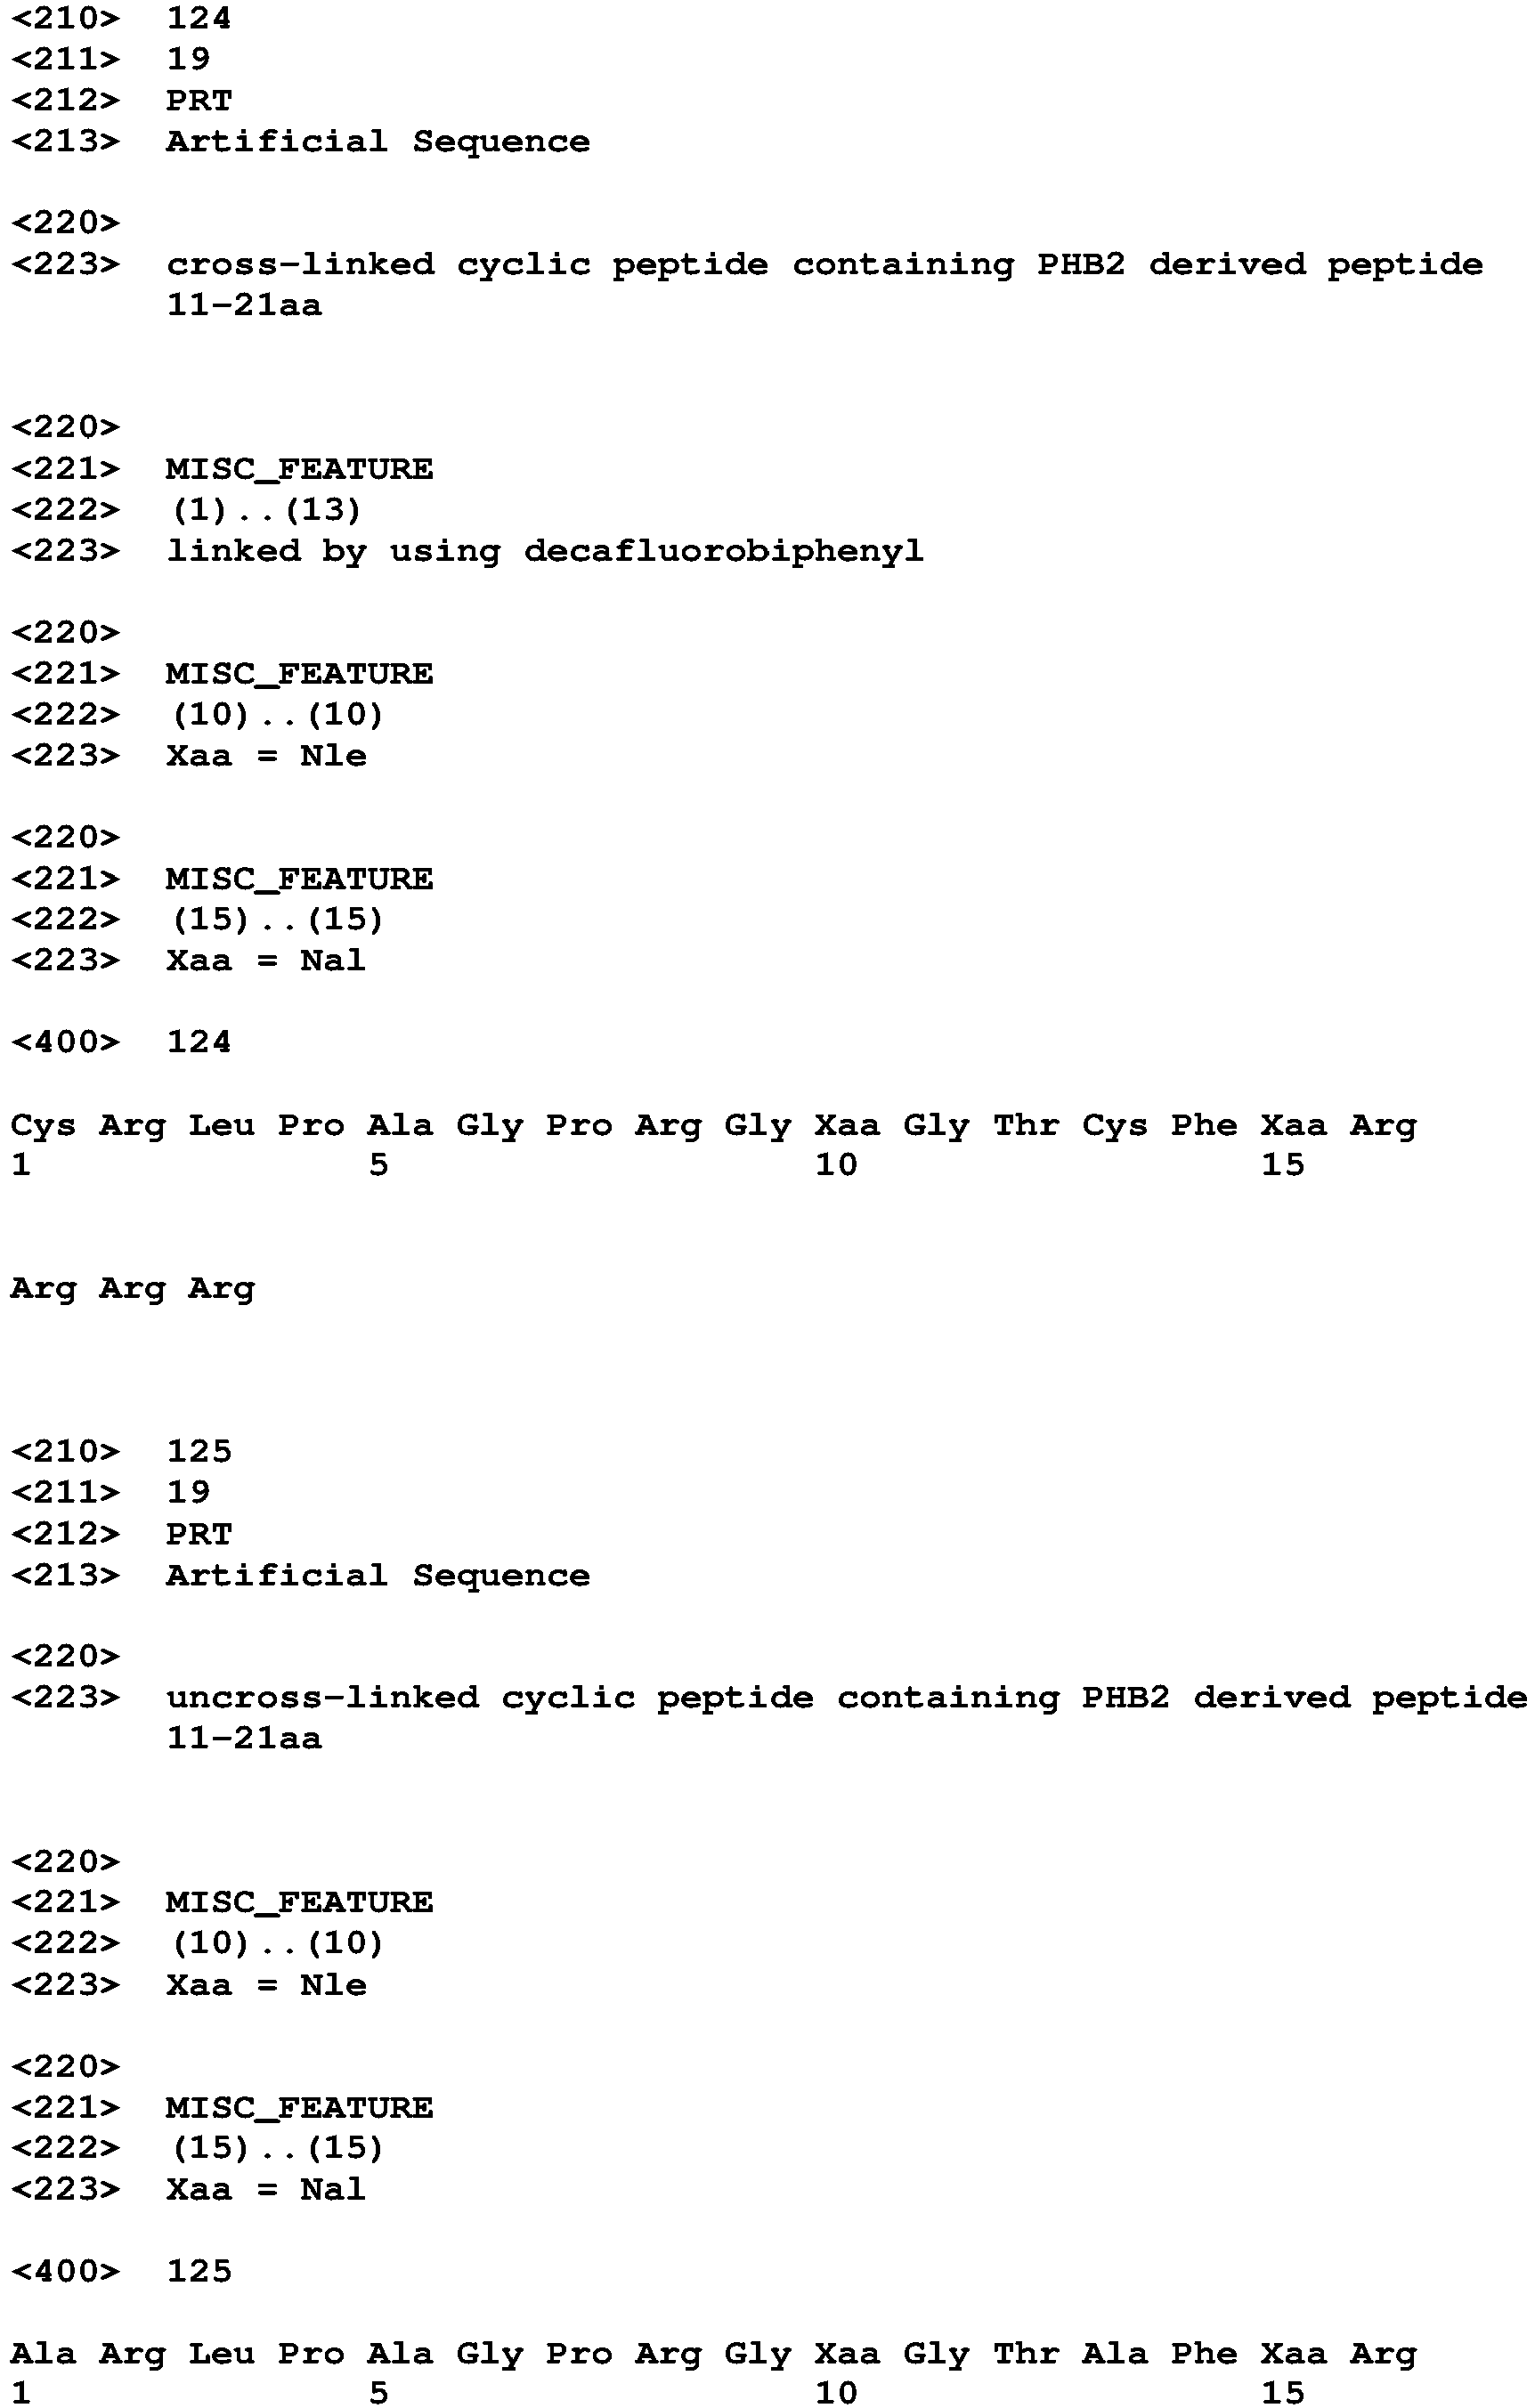 <210> 124
<211> 19
<212> PRT
<213> Artificial Sequence
<220>
<223> cross-linked cyclic peptide containing PHB2 derived peptide
11-21aa
<220>
<221> MISC_FEATURE
<222> (1)..(13)
<223> linked by using decafluorobiphenyl
<220>
<221> MISC_FEATURE
<222> (10)..(10)
<223> Xaa = Nle
<220>
<221> MISC_FEATURE
<222> (15)..(15)
<223> Xaa = Nal
<400> 124
Cys Arg Leu Pro Ala Gly Pro Arg Gly Xaa Gly Thr Cys Phe Xaa Arg
1 5 10 15
Arg Arg Arg
<210> 125
<211> 19
<212> PRT
<213> Artificial Sequence
<220>
<223> uncross-linked cyclic peptide containing PHB2 derived peptide
11-21aa
<220>
<221> MISC_FEATURE
<222> (10)..(10)
<223> Xaa = Nle
<220>
<221> MISC_FEATURE
<222> (15)..(15)
<223> Xaa = Nal
<400> 125
Ala Arg Leu Pro Ala Gly Pro Arg Gly Xaa Gly Thr Ala Phe Xaa Arg
1 5 10 15